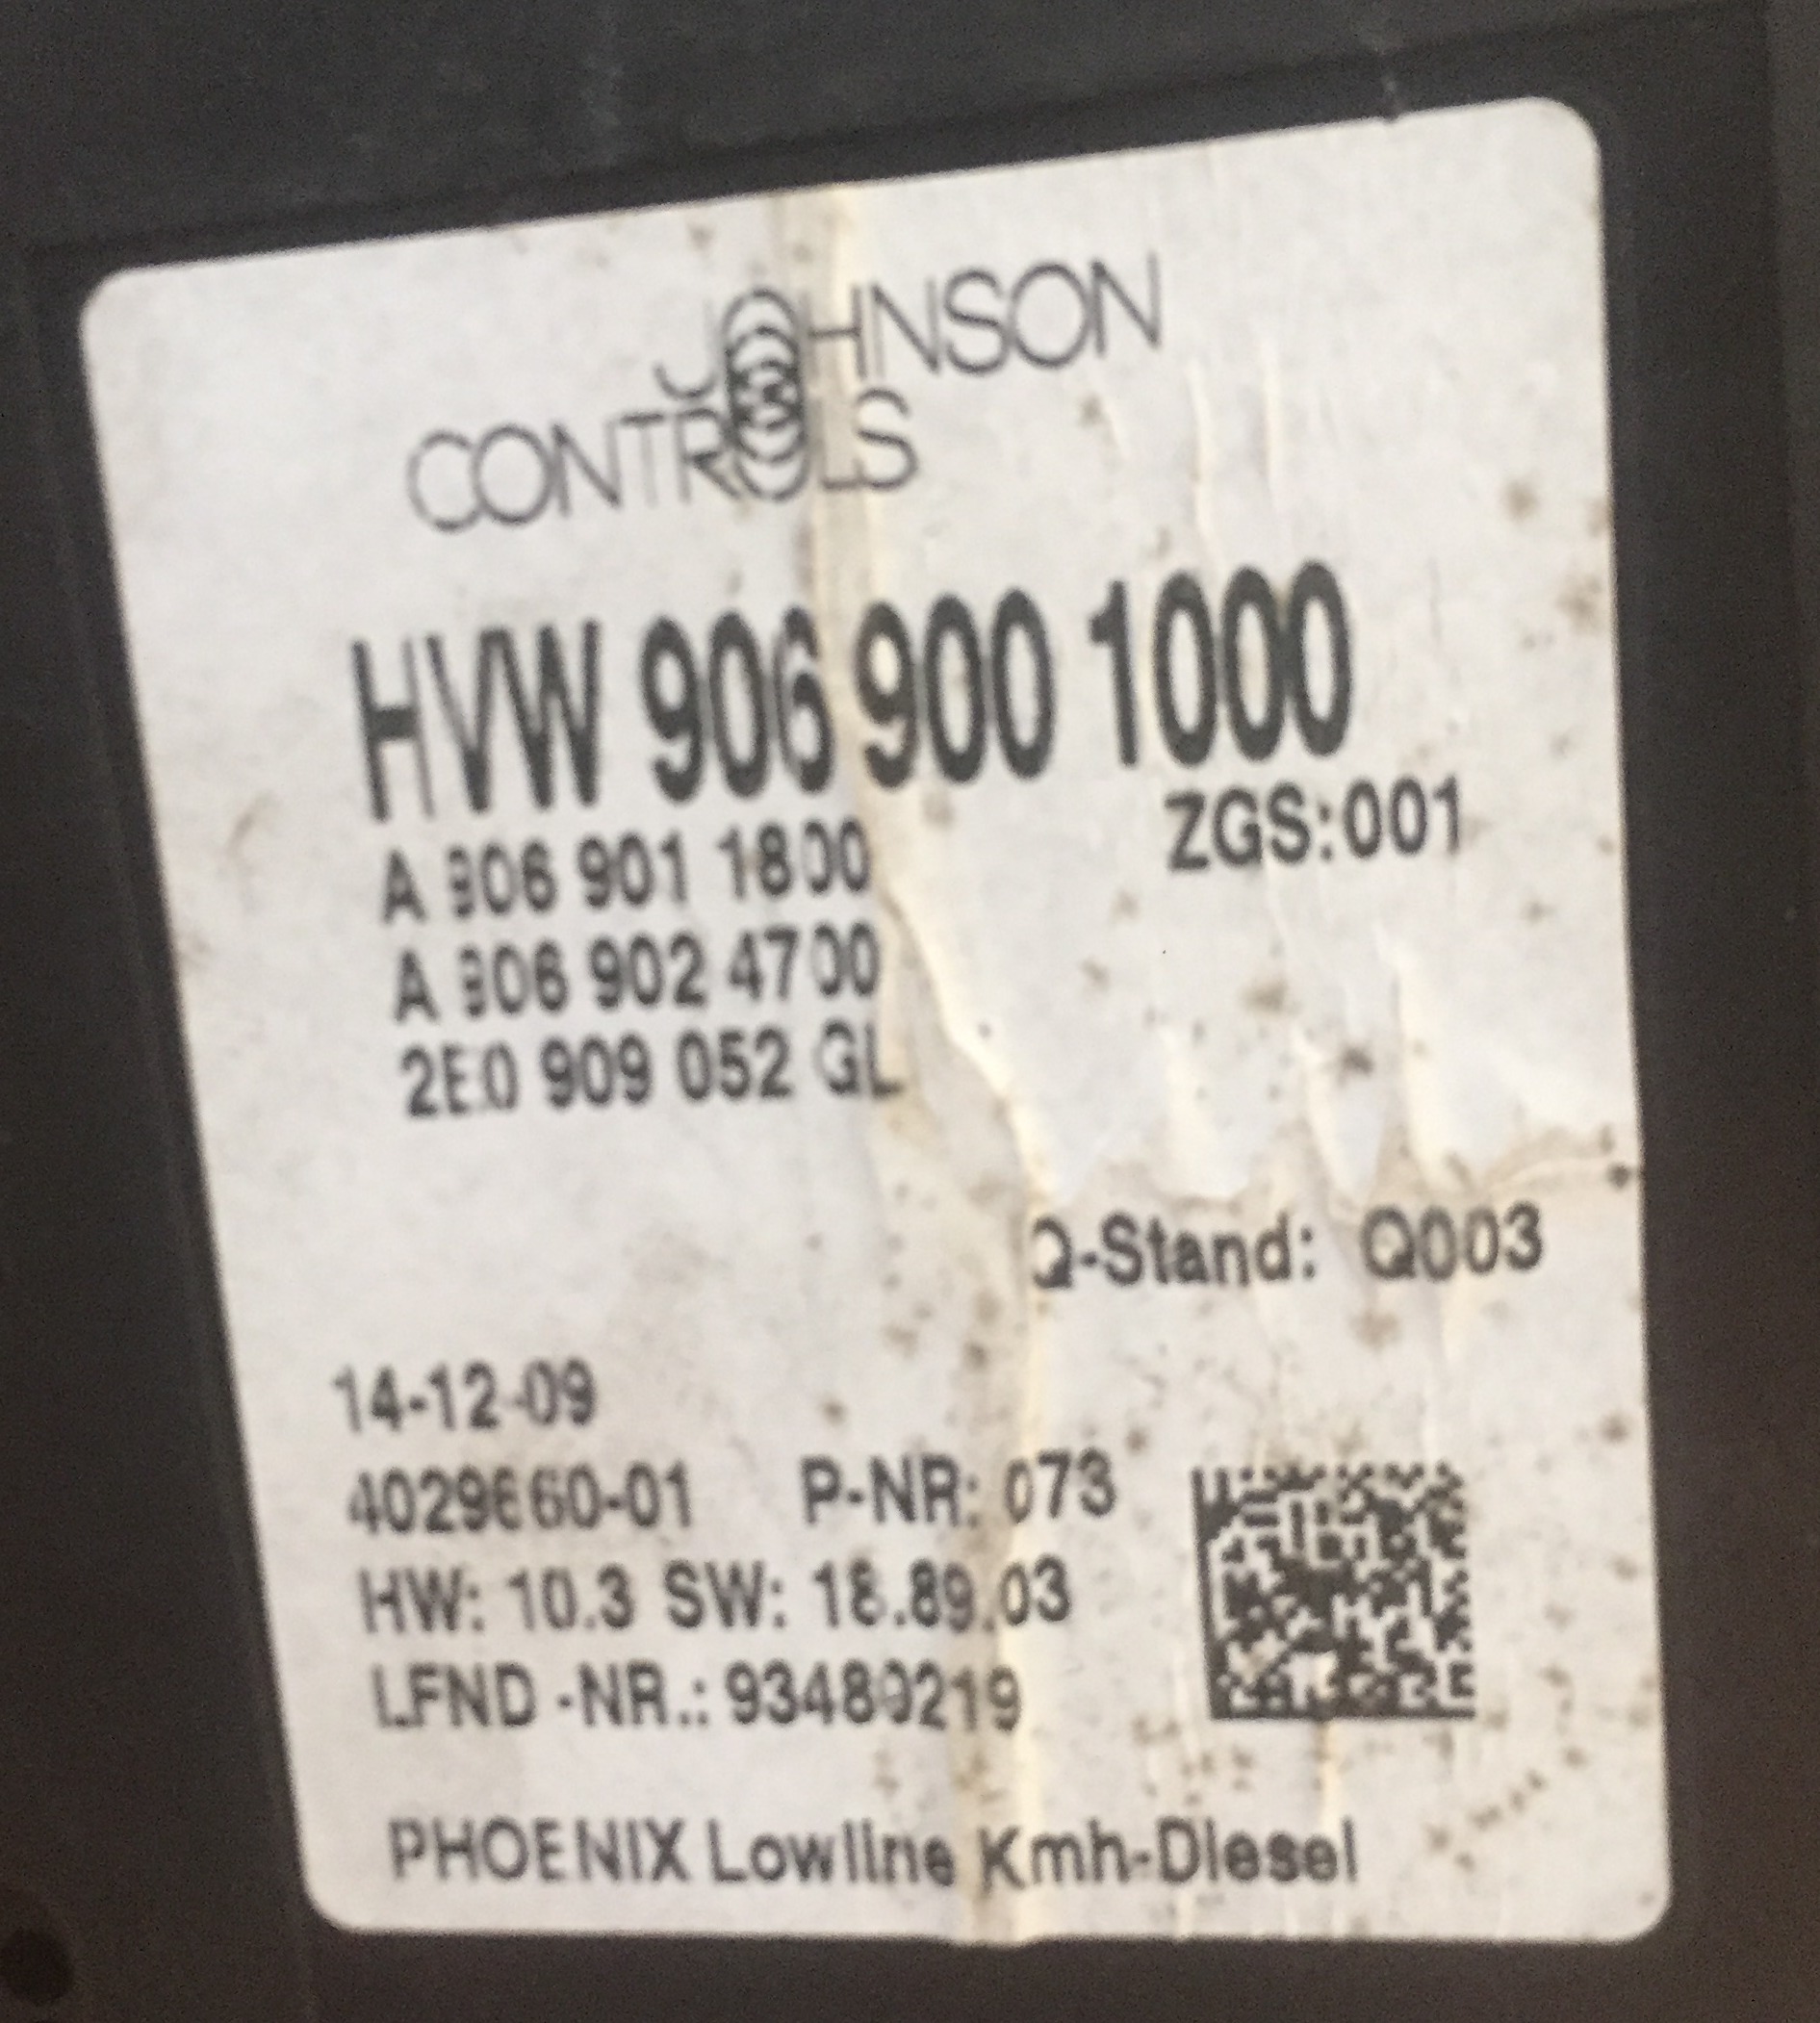 JOHNSON
CONTROLS
HVW 906 900 1000
ZGS:001
A 906 901 1800
A 906 902 4700
2E0 909 052 GL
Q-Stand: Q003
14-12-09
4029660-01 P-NR: 073
HW: 10.3 SW: 18.89.03
LFND -NR.: 93480219
PHOENIX Lowline Kmh-Diesel